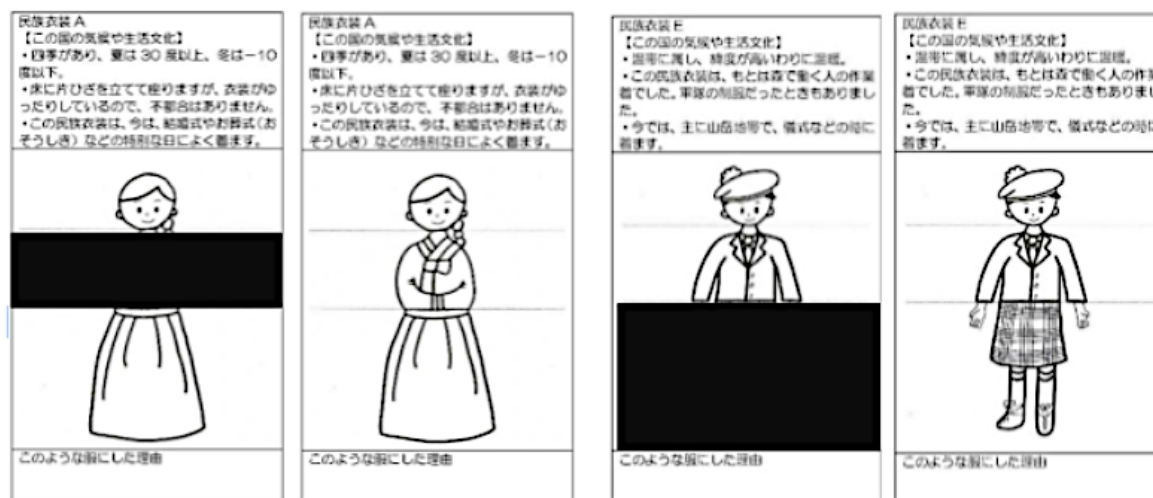 民族衣装 A
【この国の気候や生活文化】
・四季があり、夏は 30 度以上、冬は－10
度以下。
・床に片ひざを立てて座りますが、衣装がゆ
ったりしているので、不都合はありません。
・この民族衣装は、今は、結婚式やお葬式（お
そうしき）などの特別な日によく着ます。
このような服にした理由
民族衣装 A
【この国の気候や生活文化】
・四季があり、夏は 30 度以上、冬は－10
度以下。
・床に片ひざを立てて座りますが、衣装がゆ
ったりしているので、不都合はありません。
・この民族衣装は、今は、結婚式やお葬式（お
そうしき）などの特別な日によく着ます。
このような服にした理由
民族衣装 E
【この国の気候や生活文化】
・温帯に属し、緯度が高いわりに温暖。
・この民族衣装は、もとは森で働く人の作業
着でした。軍隊の制服だったときもありまし
た。
・今では、主に山岳地帯で、儀式などの時に
着ます。
このような服にした理由
民族衣装 E
【この国の気候や生活文化】
・温帯に属し、緯度が高いわりに温暖。
・この民族衣装は、もとは森で働く人の作業
着でした。軍隊の制服だったときもありまし
た。
・今では、主に山岳地帯で、儀式などの時に
着ます。
このような服にした理由